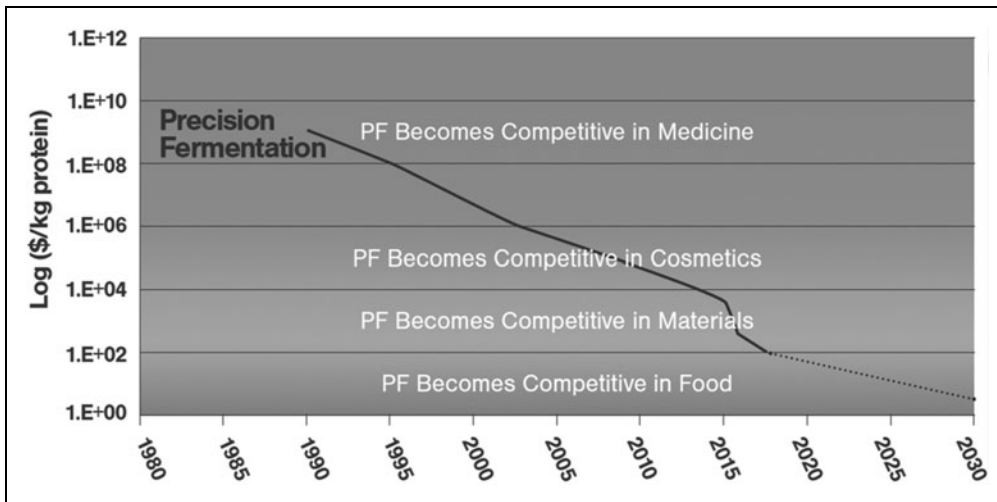 Log ($/kg protein)
1.E+12
1.E+10
1.E+08
1.E+06
1.E+04
1.E+02
1.E+00
Precision
Fermentation
PF Becomes Competitive in Medicine
PF Becomes Competitive in Cosmetics
PF Becomes Competitive in Materials
PF Becomes Competitive in Food
1980
1985
1990
1995
2000
2005
2010
2015
2020
2025
2030